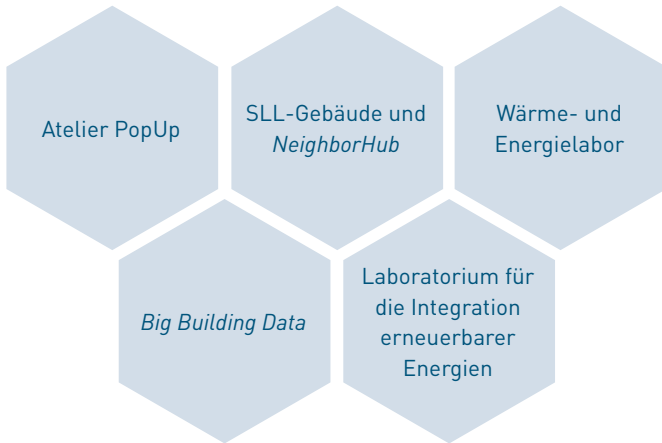 Atelier PopUp
SLL-Gebäude und
NeighborHub
Wärme- und
Energielabor
Big Building Data
Laboratorium für
die Integration
erneuerbarer
Energien